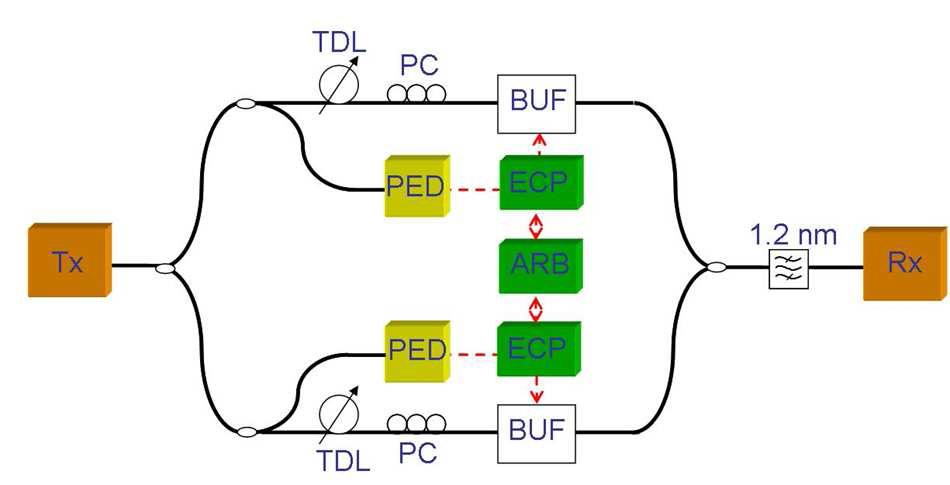 TDL
PC
BUF
PED
ECP
Tx
ARB
1.2 nm
Rx
PED
ECP
TDL
PC
BUF